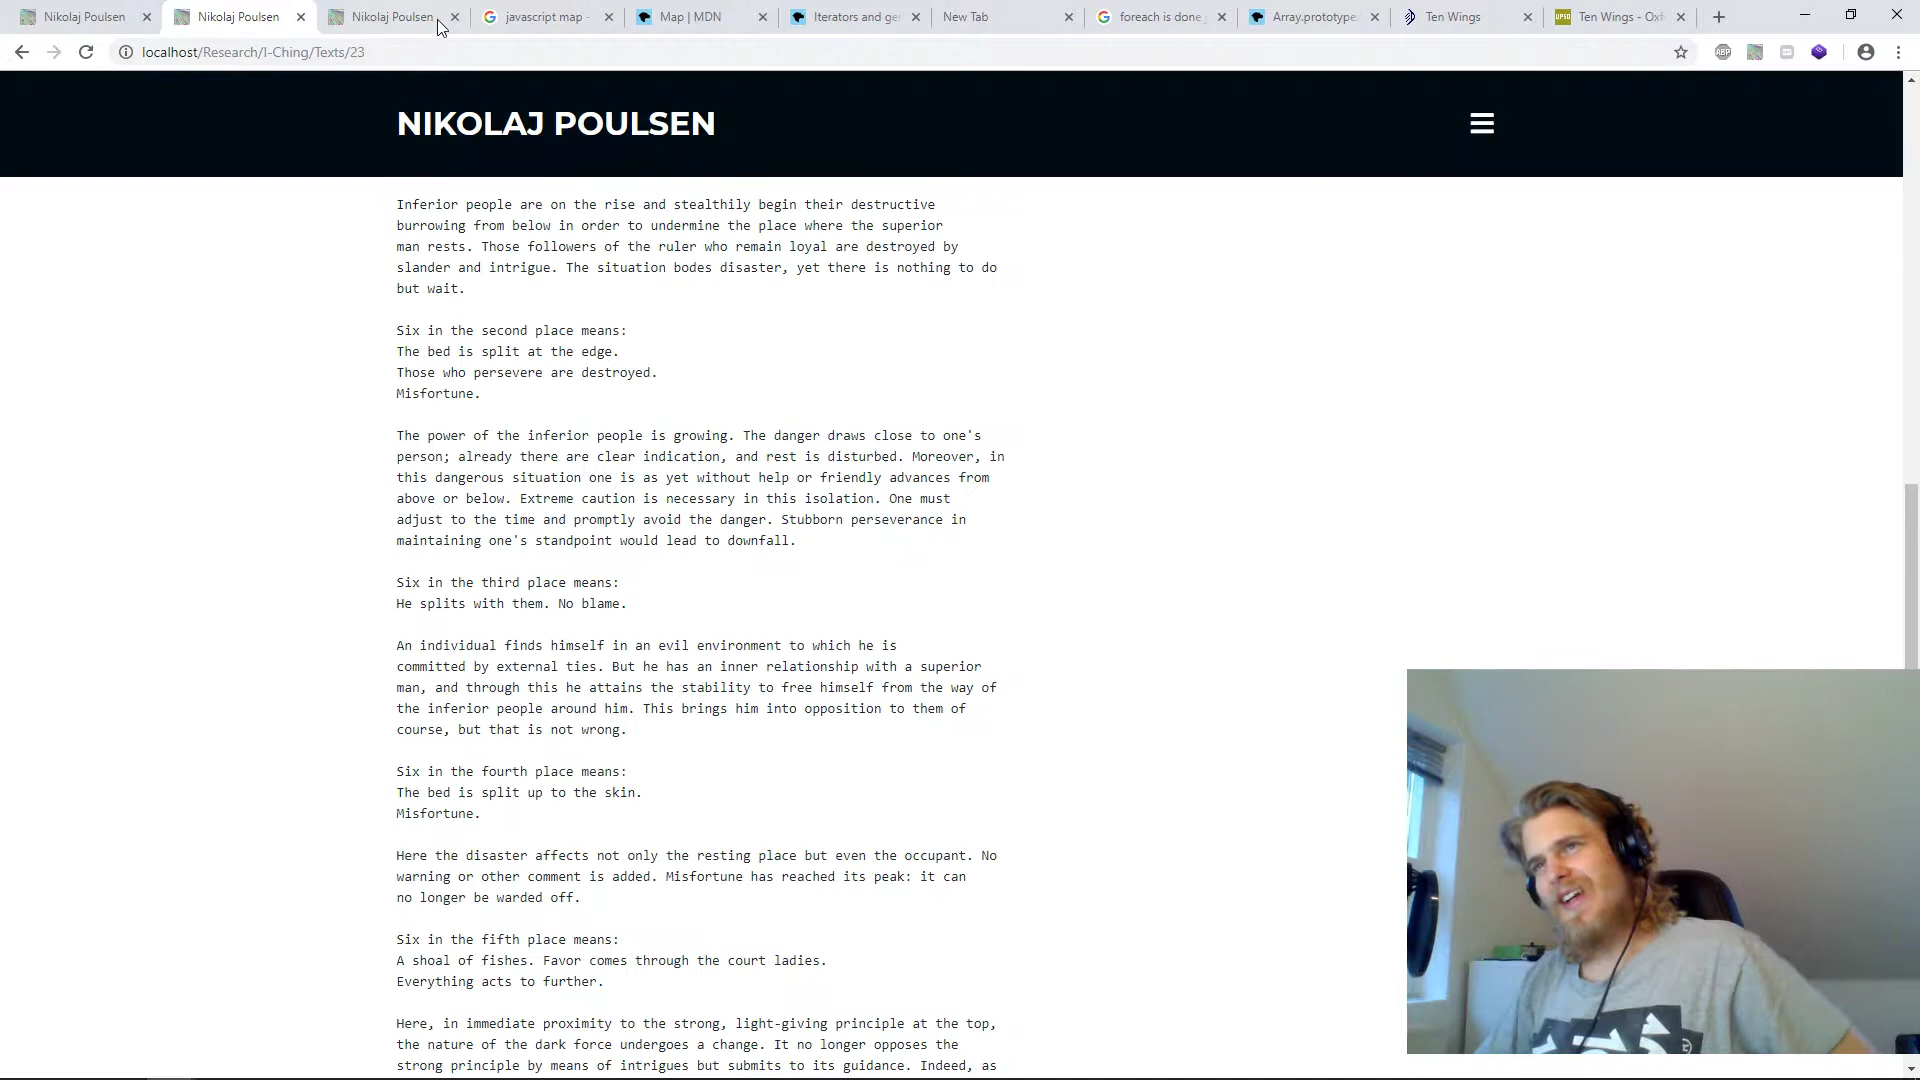 Nikolaj Poulsen
Nikolaj Poulsen
Nikolaj Poulsen
javascript map -
Map | MDN
Iterators and ge
New Tab
foreach is done
Array.prototype.
Ten Wings
UPSO
Ten Wings - Oxf
localhost/Research/I-Ching/Texts/23
ABP
NIKOLAJ POULSEN
Inferior people are on the rise and stealthily begin their destructive
burrowing from below in order to undermine the place where the superior
man rests. Those followers of the ruler who remain loyal are destroyed by
slander and intrigue. The situation bodes disaster, yet there is nothing to do
but wait.
Six in the second place means:
The bed is split at the edge.
Those who persevere are destroyed.
Misfortune.
The power of the inferior people is growing. The danger draws close to one's
person; already there are clear indication, and rest is disturbed. Moreover, in
this dangerous situation one is as yet without help or friendly advances from
above or below. Extreme caution is necessary in this isolation. One must
adjust to the time and promptly avoid the danger. Stubborn perseverance in
maintaining one's standpoint would lead to downfall.
Six in the third place means:
He splits with them. No blame.
An individual finds himself in an evil environment to which he is
committed by external ties. But he has an inner relationship with a superior
man, and through this he attains the stability to free himself from the way of
the inferior people around him. This brings him into opposition to them of
course, but that is not wrong.
Six in the fourth place means:
The bed is split up to the skin.
Misfortune.
Here the disaster affects not only the resting place but even the occupant. No
warning or other comment is added. Misfortune has reached its peak: it can
no longer be warded off.
Six in the fifth place means:
A shoal of fishes. Favor comes through the court ladies.
Everything acts to further.
Here, in immediate proximity to the strong, light-giving principle at the top,
the nature of the dark force undergoes a change. It no longer opposes the
strong principle by means of intrigues but submits to its guidance. Indeed, as